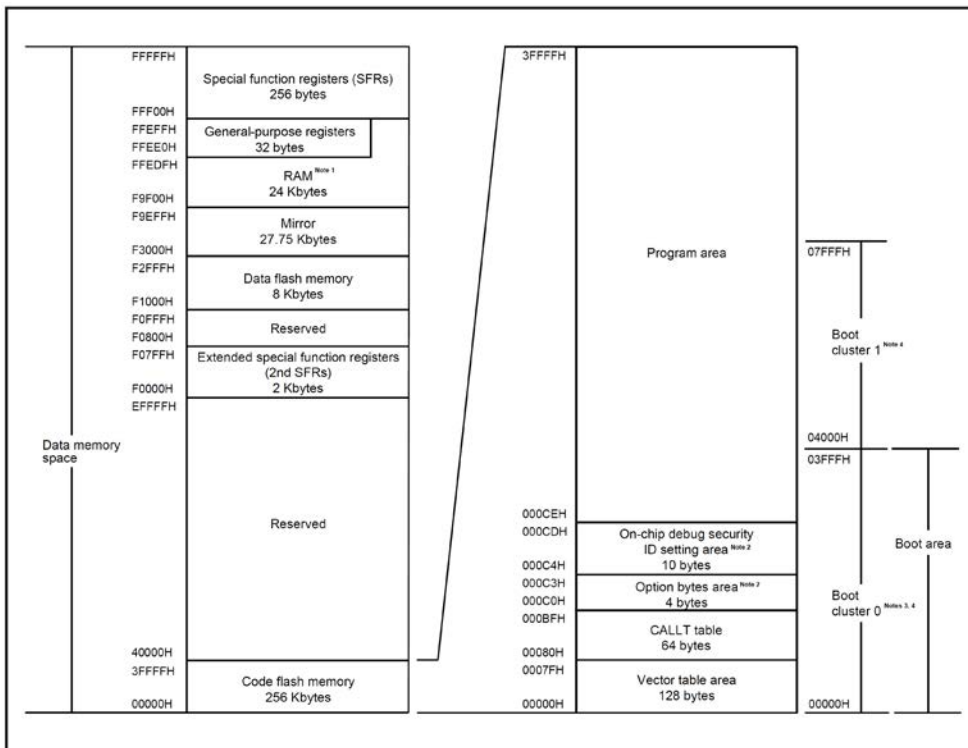 FFFFFH
Special function registers (SFRs)
256 bytes
FFF00H
FFEFFH
General-purpose registers
32 bytes
FFEE0H
FFEDFH
RAM Note 1
24 Kbytes
F9F00H
F9EFFH
Mirror
27.75 Kbytes
F3000H
F2FFFH
Data flash memory
8 Kbytes
F1000H
F0FFFH
Reserved
F0800H
F07FFH
Extended special function registers
(2nd SFRs)
2 Kbytes
F0000H
EFFFFH
Data memory
space
Reserved
40000H
3FFFFH
Code flash memory
256 Kbytes
00000H
3FFFFH
Program area
000CEH
000CDH
On-chip debug security
ID setting area Note 2
10 bytes
000C4H
000C3H
Option bytes area Note 2
4 bytes
000C0H
000BFH
CALLT table
64 bytes
00080H
0007FH
Vector table area
128 bytes
00000H
07FFFH
Boot
cluster 1 Note 4
04000H
03FFFH
Boot
cluster 0 Notes 3, 4
00000H
Boot area